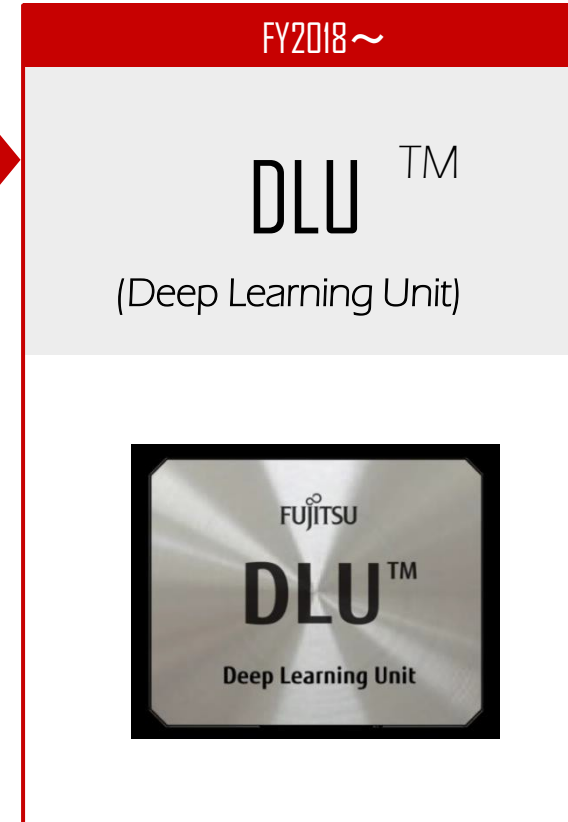 FY2018～
DLU TM
(Deep Learning Unit)
FUJITSU
DLU™
Deep Learning Unit